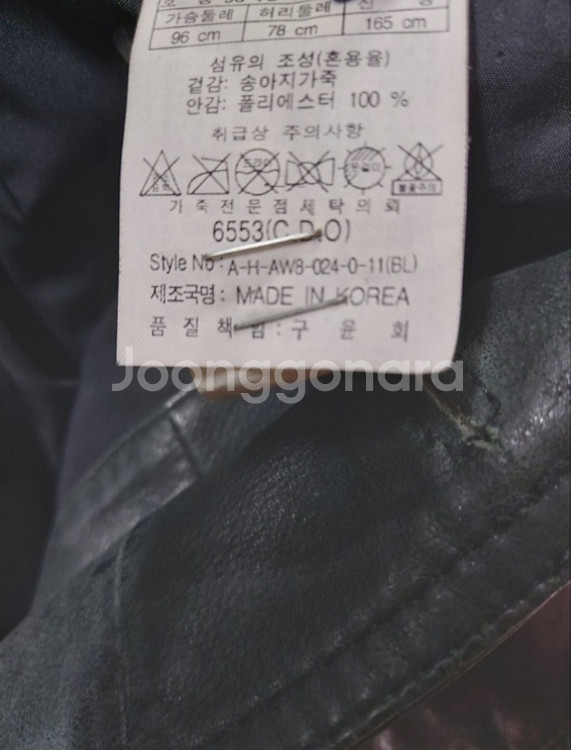 가슴둘레 허리둘레
96 cm 78 cm 165 cm
섬유의 조성(혼용율)
겉감: 송아지가죽
안감: 폴리에스터 100 %
취급상 주의사항
가죽전문점세탁의뢰
6553(C.D.O)
Style No: A-H-AW8-024-0-11(BL)
제조국명: MADE IN KOREA
품질책임: 구윤회
Joonggonara